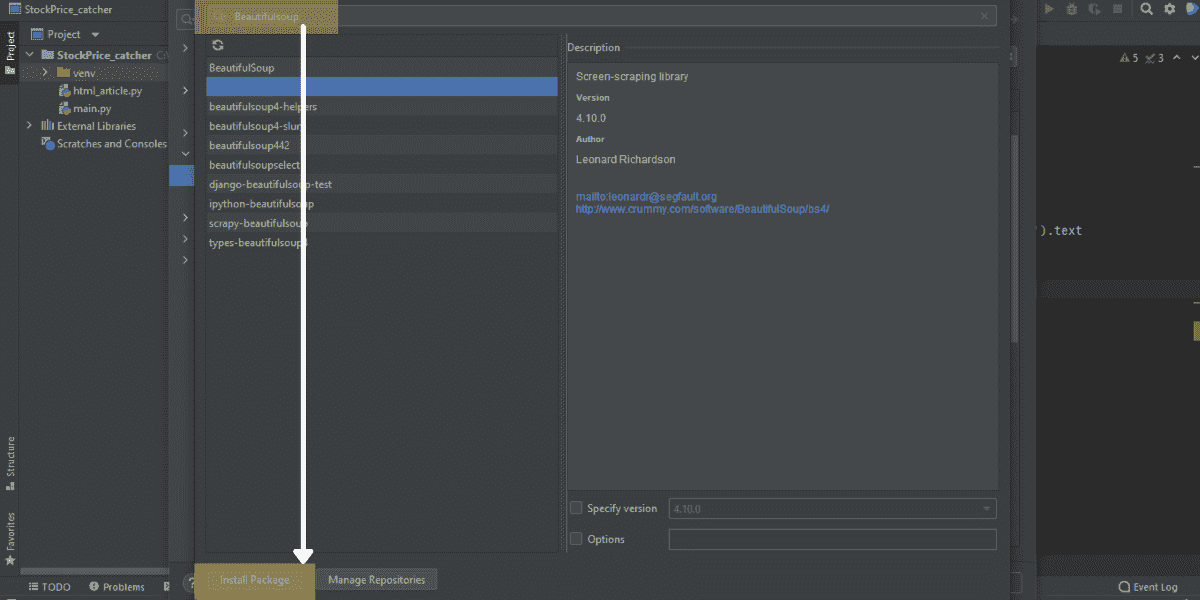 StockPrice_catcher
Project
Project
StockPrice_catcher
venv
html_article.py
main.py
External Libraries
Scratches and Consoles
Structure
Favorites
TODO
Problems
Beautifulsoup
BeautifulSoup
beautifulsoup4-helpers
beautifulsoup4-slurp
beautifulsoup442
beautifulsoupselect
django-beautifulsoup-test
ipython-beautifulsoup
scrapy-beautifulsoup
types-beautifulsoup4
Description
Screen-scraping library
Version
4.10.0
Author
Leonard Richardson
mailto:leonardr@segfault.org
http://www.crummy.com/software/BeautifulSoup/bs4/
Specify version 4.10.0
Options
? Install Package Manage Repositories
5 3
').text
Event Log